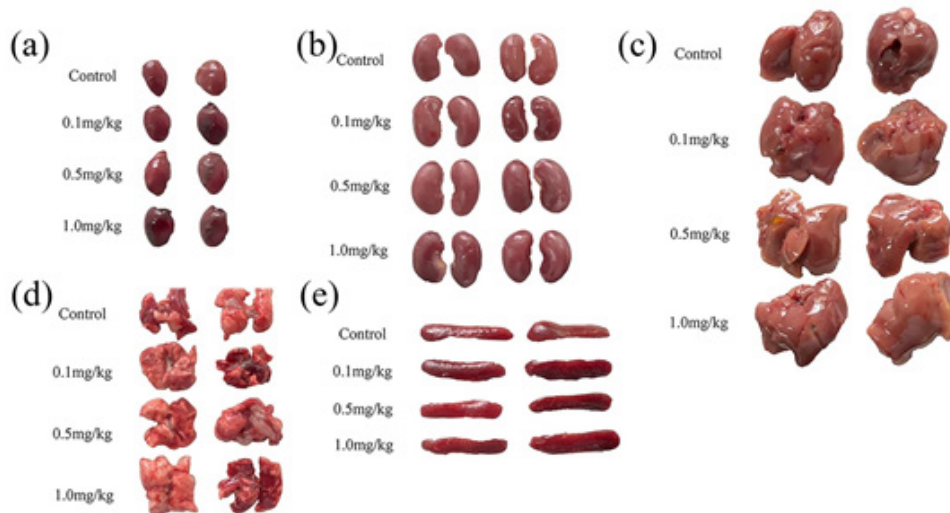 (a)
Control
0.1mg/kg
0.5mg/kg
1.0mg/kg
(b)
Control
0.1mg/kg
0.5mg/kg
1.0mg/kg
(c)
Control
0.1mg/kg
0.5mg/kg
1.0mg/kg
(d)
Control
0.1mg/kg
0.5mg/kg
1.0mg/kg
(e)
Control
0.1mg/kg
0.5mg/kg
1.0mg/kg